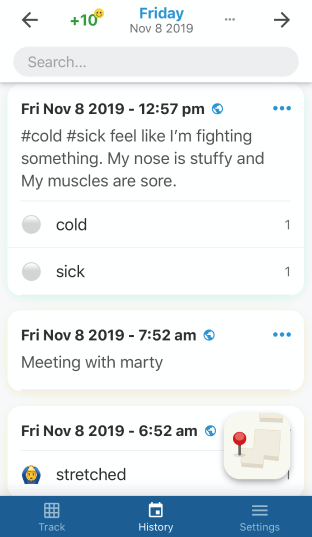 +10
Friday
Nov 8 2019
Search...
Fri Nov 8 2019 - 12:57 pm
#cold #sick feel like I'm fighting
something. My nose is stuffy and
My muscles are sore.
cold 1
sick 1
Fri Nov 8 2019 - 7:52 am
Meeting with marty
Fri Nov 8 2019 - 6:52 am
stretched
Track History Settings